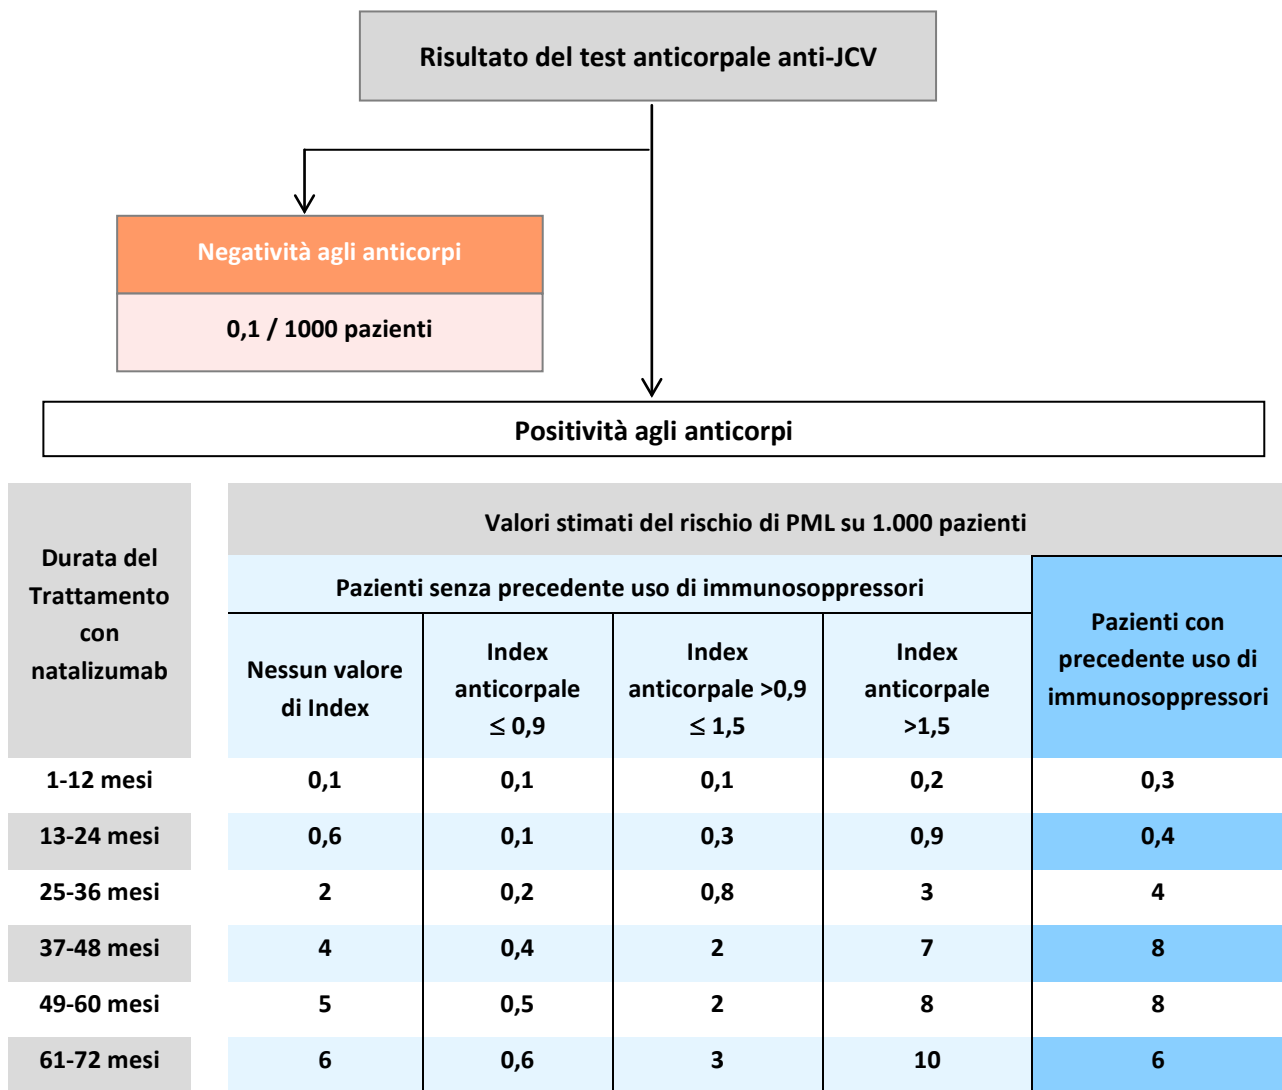 Risultato del test anticorpale anti-JCV
Negatività agli anticorpi
0,1 / 1000 pazienti
Positività agli anticorpi
Durata del
Trattamento
con
natalizumab
Valori stimati del rischio di PML su 1.000 pazienti
Pazienti senza precedente uso di immunosoppressori
Pazienti con
precedente uso di
immunosoppressori
Nessun valore
di Index
Index
anticorpale
≤ 0,9
Index
anticorpale >0,9
≤ 1,5
Index
anticorpale
>1,5
1-12 mesi 0,1 0,1 0,1 0,2 0,3
13-24 mesi 0,6 0,1 0,3 0,9 0,4
25-36 mesi 2 0,2 0,8 3 4
37-48 mesi 4 0,4 2 7 8
49-60 mesi 5 0,5 2 8 8
61-72 mesi 6 0,6 3 10 6